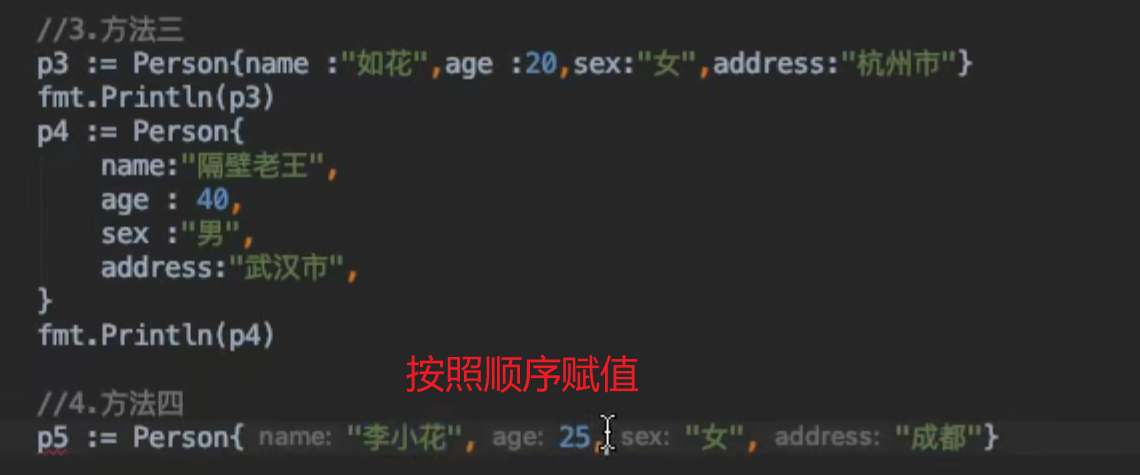 //3.方法三
p3 := Person{name :"如花",age :20,sex:"女",address:"杭州市"}
fmt.Println(p3)
p4 := Person{
name:"隔壁老王",
age : 40,
sex :"男",
address:"武汉市",
}
fmt.Println(p4)
按照顺序赋值
//4.方法四
p5 := Person{ name: "李小花", age: 25, sex: "女", address: "成都"}